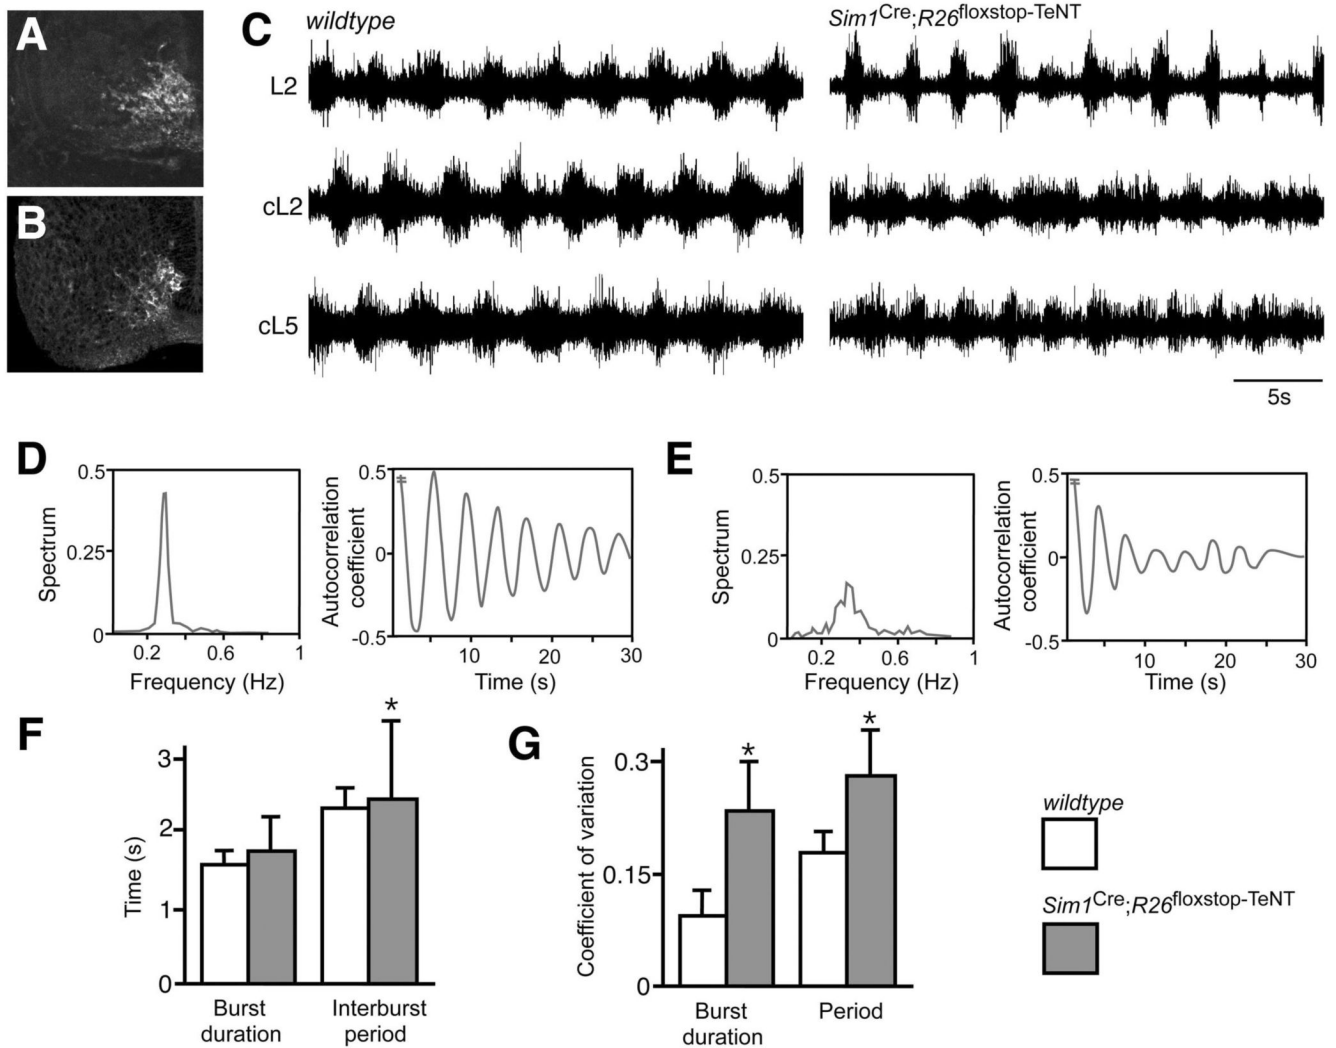 A
B
C
wildtype
Sim1Cre;R26floxstop-TeNT
L2
cL2
cL5
5s
D
0.5
0.25
0
Spectrum
0.2
0.6
1
Frequency (Hz)
0.5
0
-0.5
Autocorrelation
coefficient
10
20
30
Time (s)
E
0.5
0.25
0
Spectrum
0.2
0.6
1
Frequency (Hz)
0.5
0
-0.5
Autocorrelation
coefficient
10
20
30
Time (s)
F
3
2
1
0
Time (s)
*
Burst
duration
Interburst
period
G
0.3
0.15
0
Coefficient of variation
*
*
Burst
duration
Period
wildtype
Sim1Cre;R26floxstop-TeNT